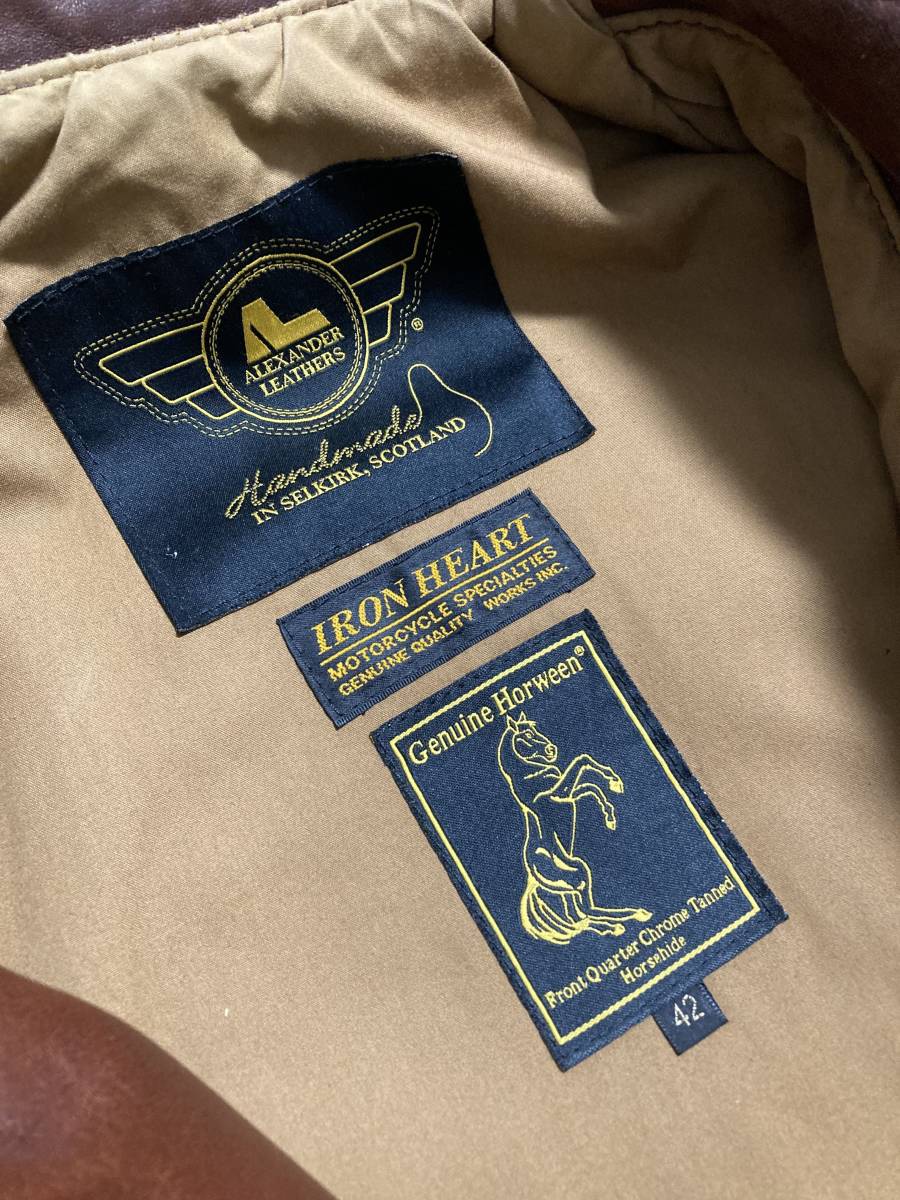 AL
ALEXANDER
LEATHERS
®
Handmade
IN SELKIRK, SCOTLAND
IRON HEART
MOTORCYCLE SPECIALTIES
GENUINE QUALITY WORKS INC.
Genuine Horween®
Front Quarter Chrome Tanned
Horsehide
42